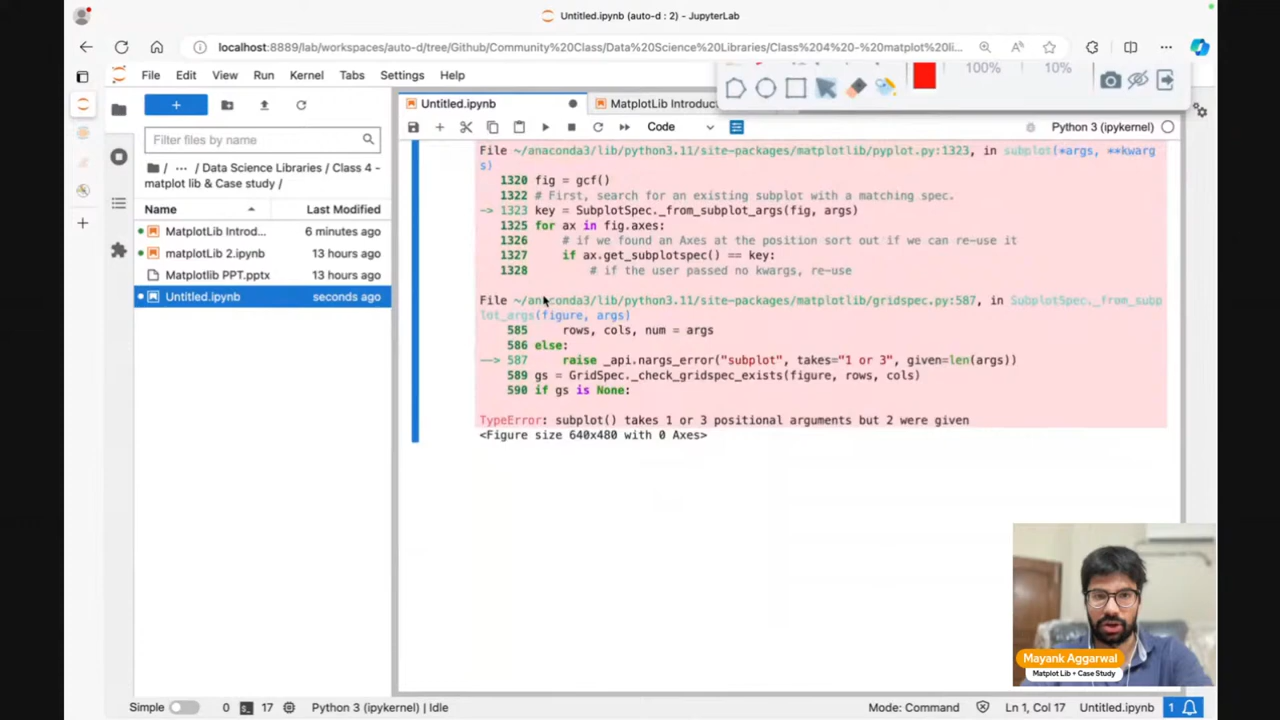 Untitled.ipynb (auto-d : 2) - JupyterLab
localhost:8889/lab/workspaces/auto-d/tree/Github/Community%20Class/Data%20Science%20Libraries/Class%204%20-%20matplot%20li...
File Edit View Run Kernel Tabs Settings Help
100% 10%
Untitled.ipynb
MatplotLib Introduc
Code
Python 3 (ipykernel)
Filter files by name
/ ... / Data Science Libraries / Class 4 -
matplot lib & Case study /
Name Last Modified
MatplotLib Introd... 6 minutes ago
matplotLib 2.ipynb 13 hours ago
Matplotlib PPT.pptx 13 hours ago
Untitled.ipynb seconds ago
File ~/anaconda3/lib/python3.11/site-packages/matplotlib/pyplot.py:1323, in subplot(*args, **kwarg
s)
1320 fig = gcf()
1322 # First, search for an existing subplot with a matching spec.
-> 1323 key = SubplotSpec._from_subplot_args(fig, args)
1325 for ax in fig.axes:
1326 # if we found an Axes at the position sort out if we can re-use it
1327 if ax.get_subplotspec() == key:
1328 # if the user passed no kwargs, re-use
File ~/anaconda3/lib/python3.11/site-packages/matplotlib/gridspec.py:587, in SubplotSpec._from_subp
lot_args(figure, args)
585 rows, cols, num = args
586 else:
--> 587 raise _api.nargs_error("subplot", takes="1 or 3", given=len(args))
589 gs = GridSpec._check_gridspec_exists(figure, rows, cols)
590 if gs is None:
TypeError: subplot() takes 1 or 3 positional arguments but 2 were given
<Figure size 640x480 with 0 Axes>
Mayank Aggarwal
Matplot Lib + Case Study
Simple 0 17 Python 3 (ipykernel) | Idle
Mode: Command Ln 1, Col 17 Untitled.ipynb 1